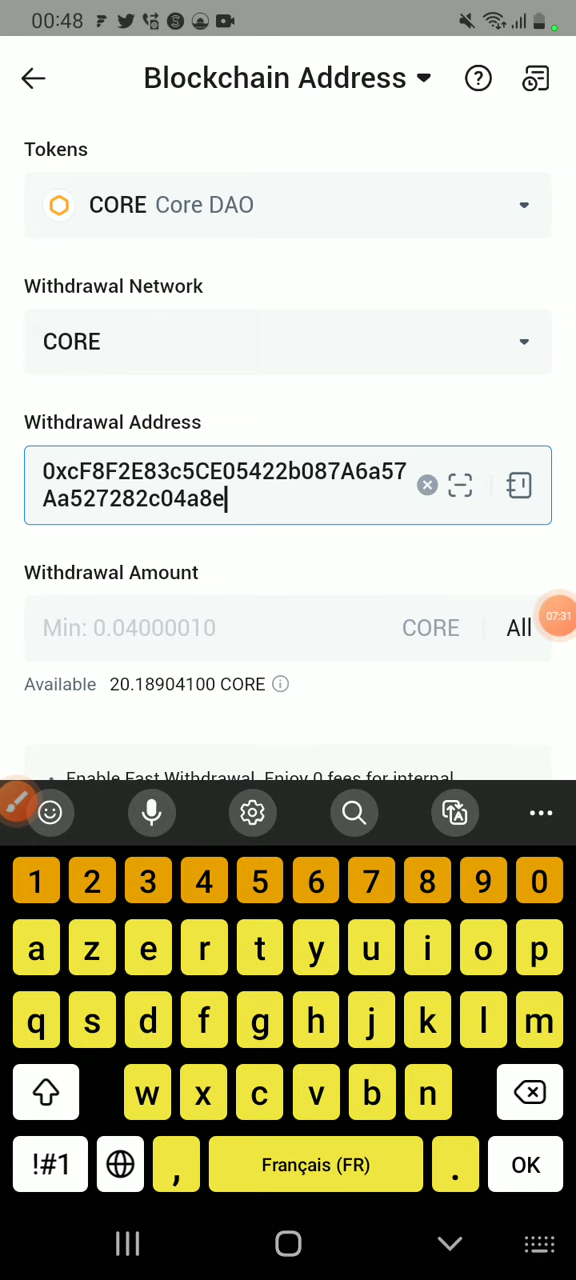 00:48
Blockchain Address
Tokens
CORE Core DAO
Withdrawal Network
CORE
Withdrawal Address
0xcF8F2E83c5CE05422b087A6a57
Aa527282c04a8e
Withdrawal Amount
Min: 0.04000010 CORE All
07:31
Available 20.18904100 CORE
Enable Fast Withdrawal. Enjoy 0 fees for internal
1 2 3 4 5 6 7 8 9 0
a z e r t y u i o p
q s d f g h j k l m
w x c v b n
!#1 , Français (FR) . OK